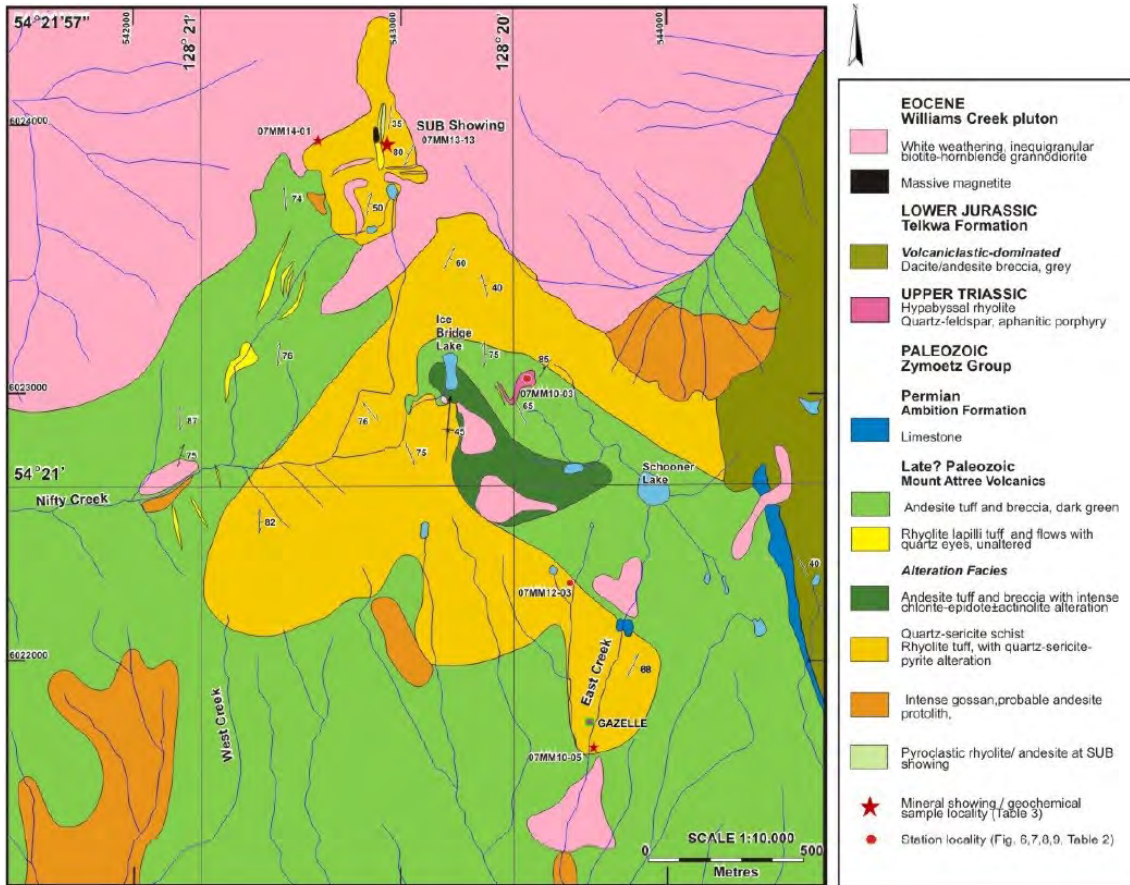 54°21'57"
542000
128° 21'
543000
128° 20'
544000
6024000
07MM14-01
SUB Showing
07MM13-13
35
80
74
50
60
40
Ice
Bridge
Lake
76
75
85
6023000
07MM10-03
65
87
76
45
75
75
54°21'
Schooner
Lake
Nifty Creek
82
40
07MM12-03
6022000
East Creek
68
West Creek
GAZELLE
07MM10-05
SCALE 1:10,000
0
500
Metres
EOCENE
Williams Creek pluton
White weathering, inequigranular
biotite-hornblende grannodiorite
Massive magnetite
LOWER JURASSIC
Telkwa Formation
Volcaniclastic-dominated
Dacite/andesite breccia, grey
UPPER TRIASSIC
Hypabyssal rhyolite
Quartz-feldspar, aphanitic porphyry
PALEOZOIC
Zymoetz Group
Permian
Ambition Formation
Limestone
Late? Paleozoic
Mount Attree Volcanics
Andesite tuff and breccia, dark green
Rhyolite lapilli tuff and flows with
quartz eyes, unaltered
Alteration Facies
Andesite tuff and breccia with intense
chlorite-epidote±actinolite alteration
Quartz-sericite schist
Rhyolite tuff, with quartz-sericite-
pyrite alteration
Intense gossan,probable andesite
protolith,
Pyroclastic rhyolite/ andesite at SUB
showing
Mineral showing / geochemical
sample locality (Table 3)
Station locality (Fig. 6,7,8,9, Table 2)